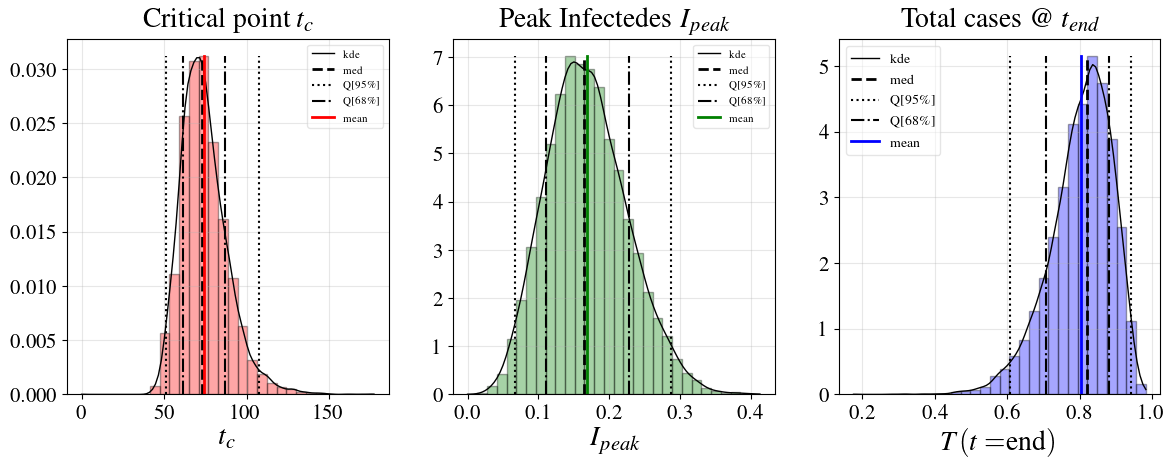 Critical point t_c
0.030
0.025
0.020
0.015
0.010
0.005
0.000
kde
med
Q[95%]
Q[68%]
mean
0
50
100
150
t_c
Peak Infectedes I_peak
7
6
5
4
3
2
1
0
kde
med
Q[95%]
Q[68%]
mean
0.0
0.1
0.2
0.3
0.4
I_peak
Total cases @ t_end
5
4
3
2
1
0
kde
med
Q[95%]
Q[68%]
mean
0.2
0.4
0.6
0.8
1.0
T (t =end)